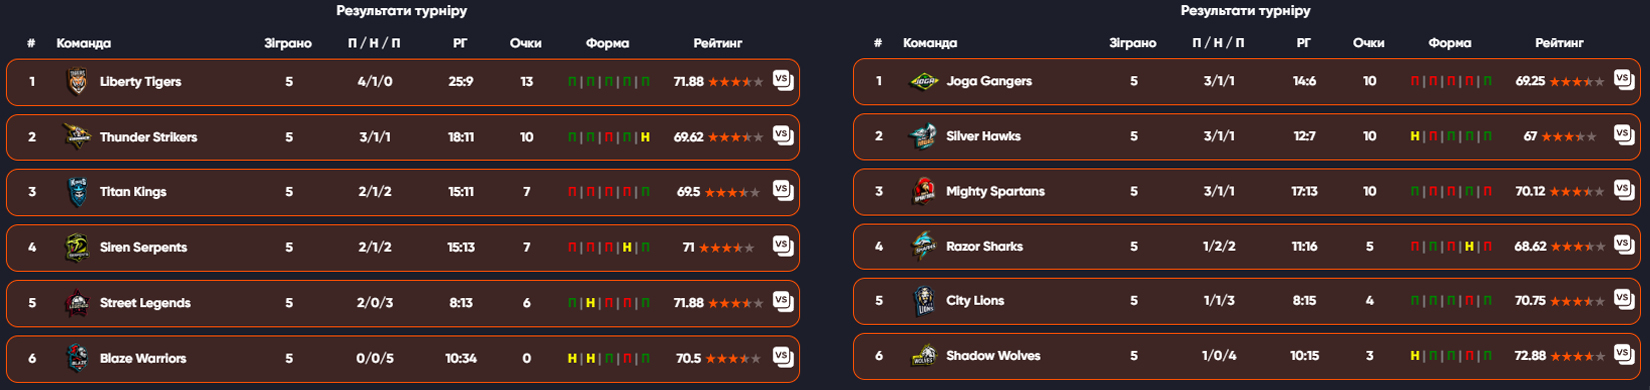 Результати турніру
# Команда Зіграно П / Н / П РГ Очки Форма Рейтинг
1 Liberty Tigers 5 4/1/0 25:9 13 П|П|П|П|П 71.88 VS
2 Thunder Strikers 5 3/1/1 18:11 10 П|П|П|П|Н 69.62 VS
3 Titan Kings 5 2/1/2 15:11 7 П|П|П|П|П 69.5 VS
4 Siren Serpents 5 2/1/2 15:13 7 П|П|П|Н|П 71 VS
5 Street Legends 5 2/0/3 8:13 6 П|Н|П|П|П 71.88 VS
6 Blaze Warriors 5 0/0/5 10:34 0 Н|Н|П|П|П 70.5 VS
Результати турніру
# Команда Зіграно П / Н / П РГ Очки Форма Рейтинг
1 Joga Gangers 5 3/1/1 14:6 10 П|П|П|П|П 69.25 VS
2 Silver Hawks 5 3/1/1 12:7 10 Н|П|П|П|П 67 VS
3 Mighty Spartans 5 3/1/1 17:13 10 П|П|П|П|П 70.12 VS
4 Razor Sharks 5 1/2/2 11:16 5 П|П|П|Н|П 68.62 VS
5 City Lions 5 1/1/3 8:15 4 П|П|П|П|П 70.75 VS
6 Shadow Wolves 5 1/0/4 10:15 3 Н|П|П|П|П 72.88 VS